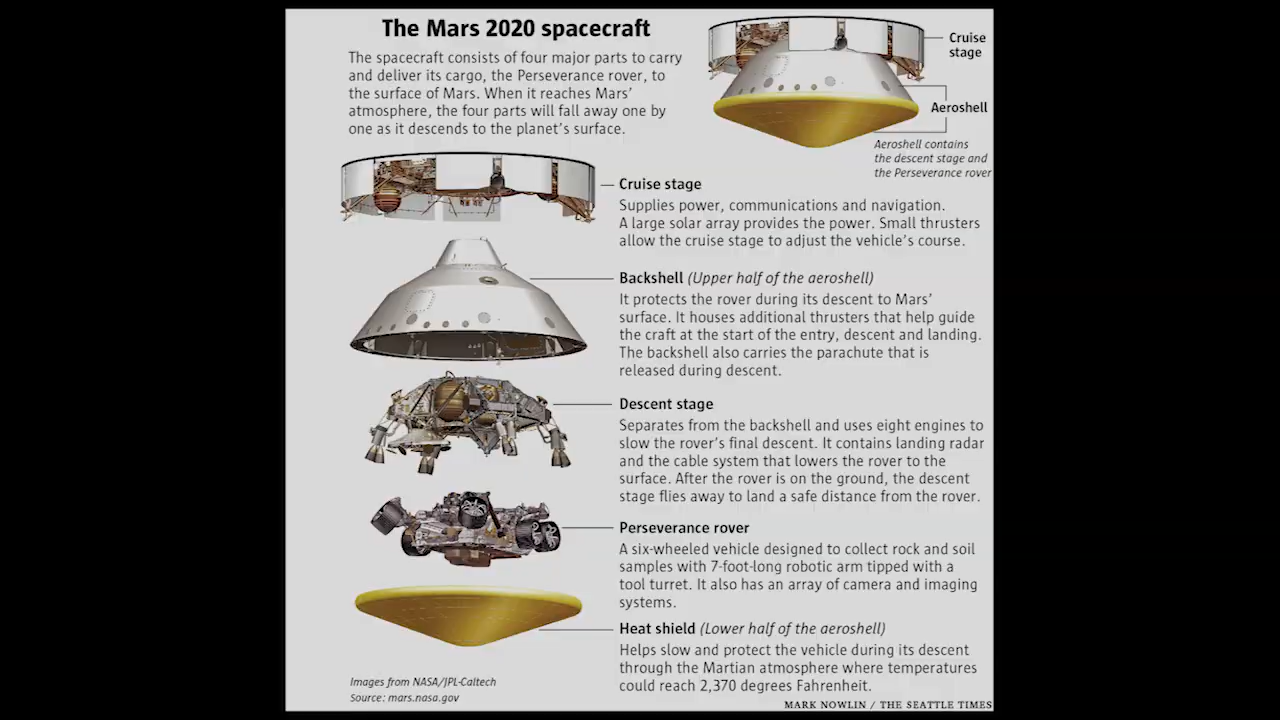 The Mars 2020 spacecraft
The spacecraft consists of four major parts to carry
and deliver its cargo, the Perseverance rover, to
the surface of Mars. When it reaches Mars'
atmosphere, the four parts will fall away one by
one as it descends to the planet's surface.
Cruise
stage
Aeroshell
Aeroshell contains
the descent stage and
the Perseverance rover
Cruise stage
Supplies power, communications and navigation.
A large solar array provides the power. Small thrusters
allow the cruise stage to adjust the vehicle's course.
Backshell (Upper half of the aeroshell)
It protects the rover during its descent to Mars'
surface. It houses additional thrusters that help guide
the craft at the start of the entry, descent and landing.
The backshell also carries the parachute that is
released during descent.
Descent stage
Separates from the backshell and uses eight engines to
slow the rover's final descent. It contains landing radar
and the cable system that lowers the rover to the
surface. After the rover is on the ground, the descent
stage flies away to land a safe distance from the rover.
Perseverance rover
A six-wheeled vehicle designed to collect rock and soil
samples with 7-foot-long robotic arm tipped with a
tool turret. It also has an array of camera and imaging
systems.
Heat shield (Lower half of the aeroshell)
Helps slow and protect the vehicle during its descent
through the Martian atmosphere where temperatures
could reach 2,370 degrees Fahrenheit.
Images from NASA/JPL-Caltech
Source: mars.nasa.gov
MARK NOWLIN / THE SEATTLE TIMES